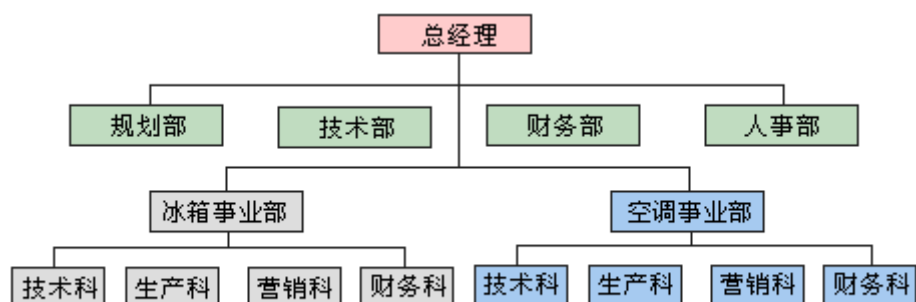 总经理
规划部 技术部 财务部 人事部
冰箱事业部 空调事业部
技术科 生产科 营销科 财务科 技术科 生产科 营销科 财务科